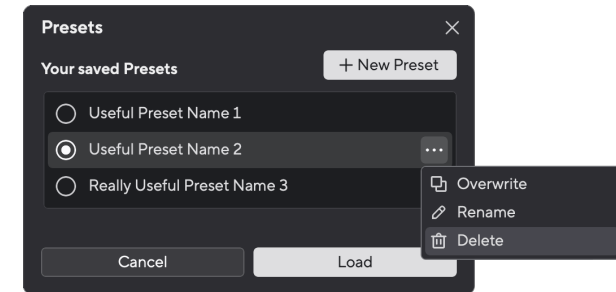 Presets
Your saved Presets
+ New Preset
Useful Preset Name 1
Useful Preset Name 2
Really Useful Preset Name 3
Overwrite
Rename
Delete
Cancel
Load